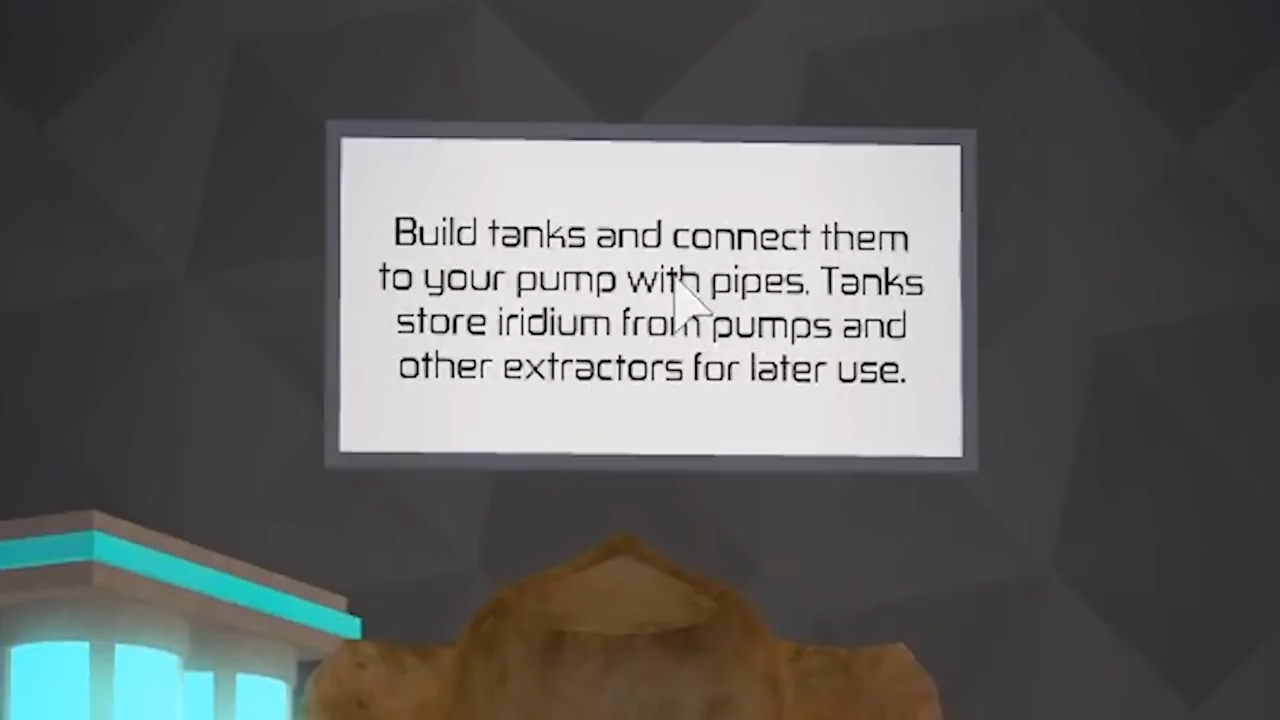 Build tanks and connect them
to your pump with pipes. Tanks
store iridium from pumps and
other extractors for later use.